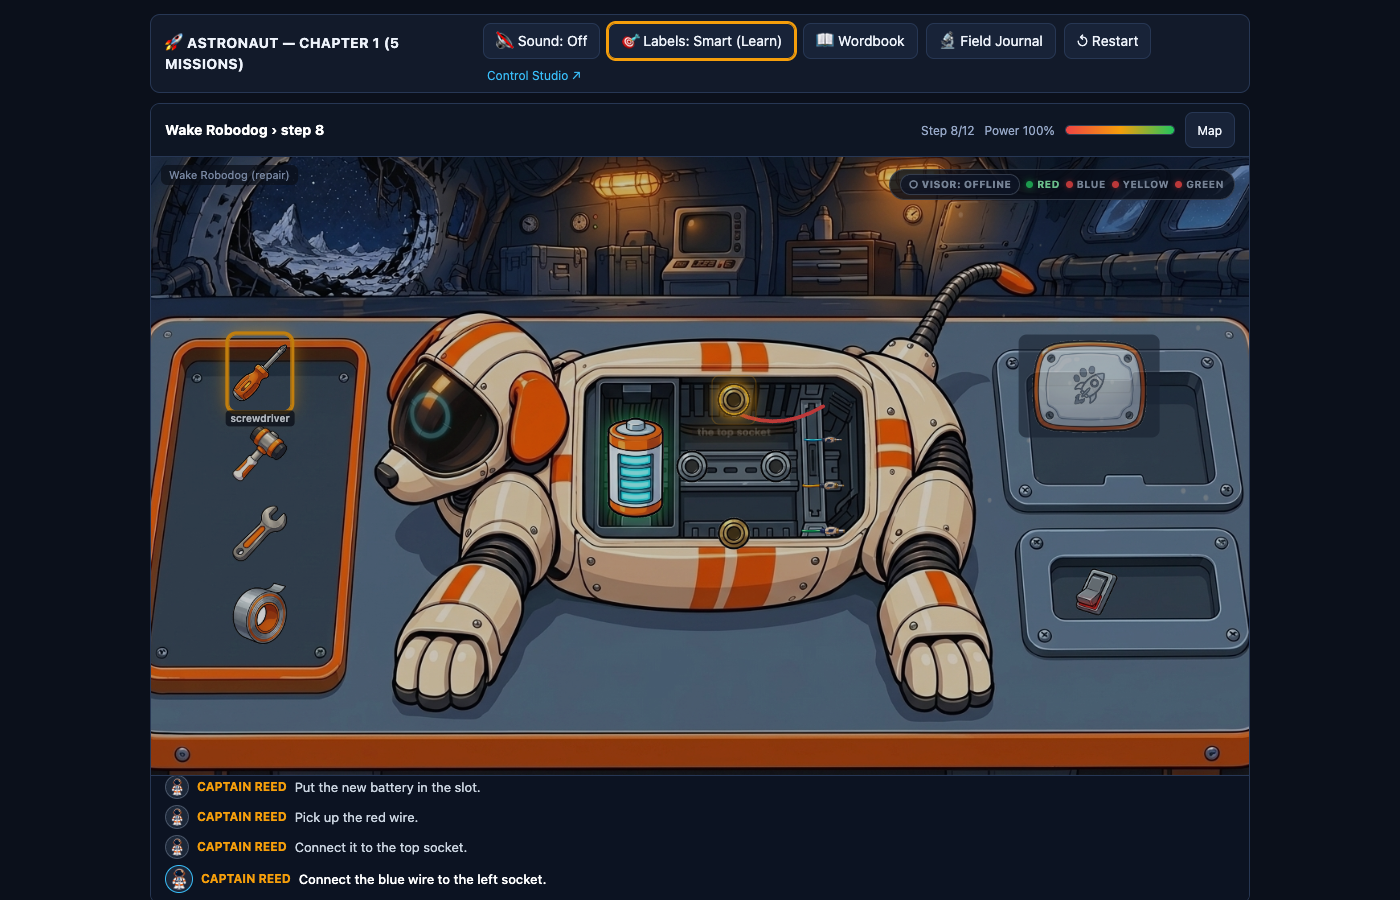 🚀 ASTRONAUT — CHAPTER 1 (5
MISSIONS)
Sound: Off
Labels: Smart (Learn)
Wordbook
Field Journal
Restart
Control Studio ↗
Wake Robodog › step 8
Step 8/12 Power 100%
Map
Wake Robodog (repair)
VISOR: OFFLINE RED BLUE YELLOW GREEN
screwdriver
the top socket
CAPTAIN REED Put the new battery in the slot.
CAPTAIN REED Pick up the red wire.
CAPTAIN REED Connect it to the top socket.
CAPTAIN REED Connect the blue wire to the left socket.